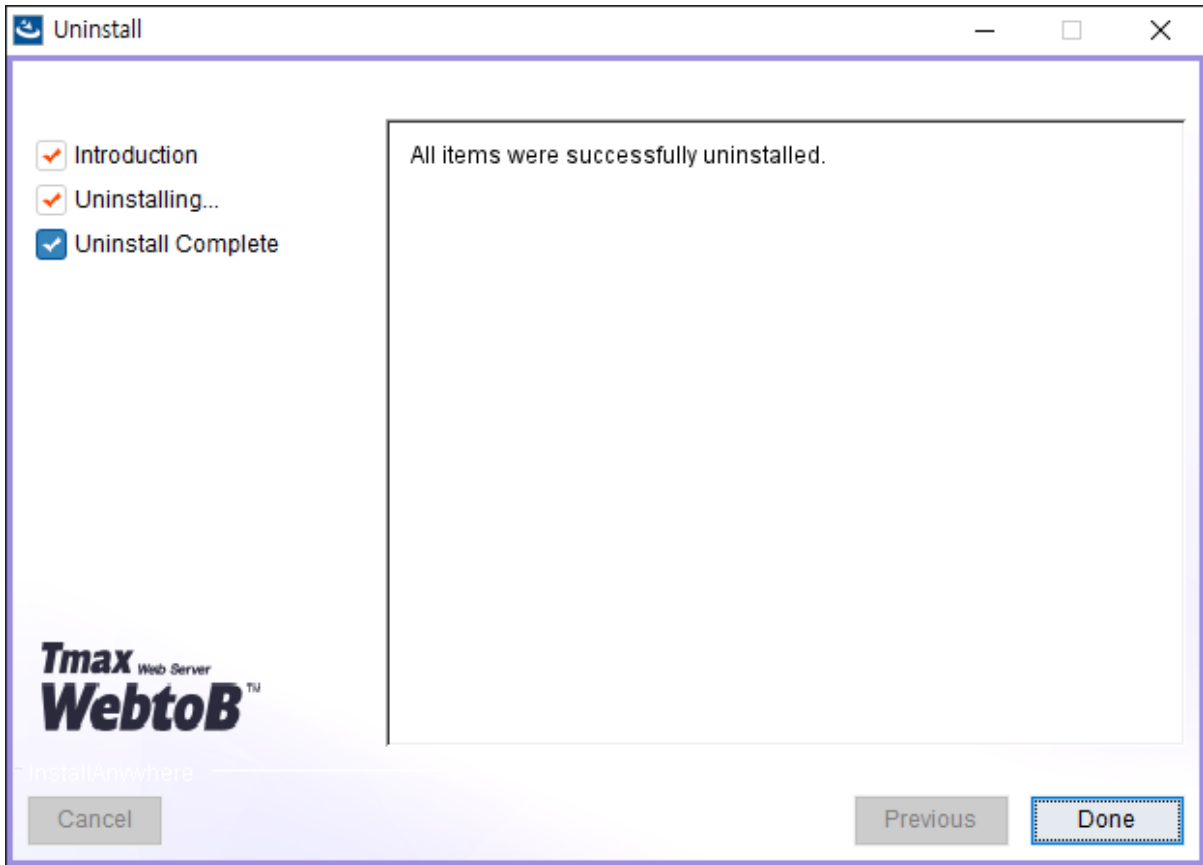 Uninstall
Introduction
Uninstalling...
Uninstall Complete
All items were successfully uninstalled.
Tmax Web Server
WebtoB™
InstallAnywhere
Cancel
Previous
Done